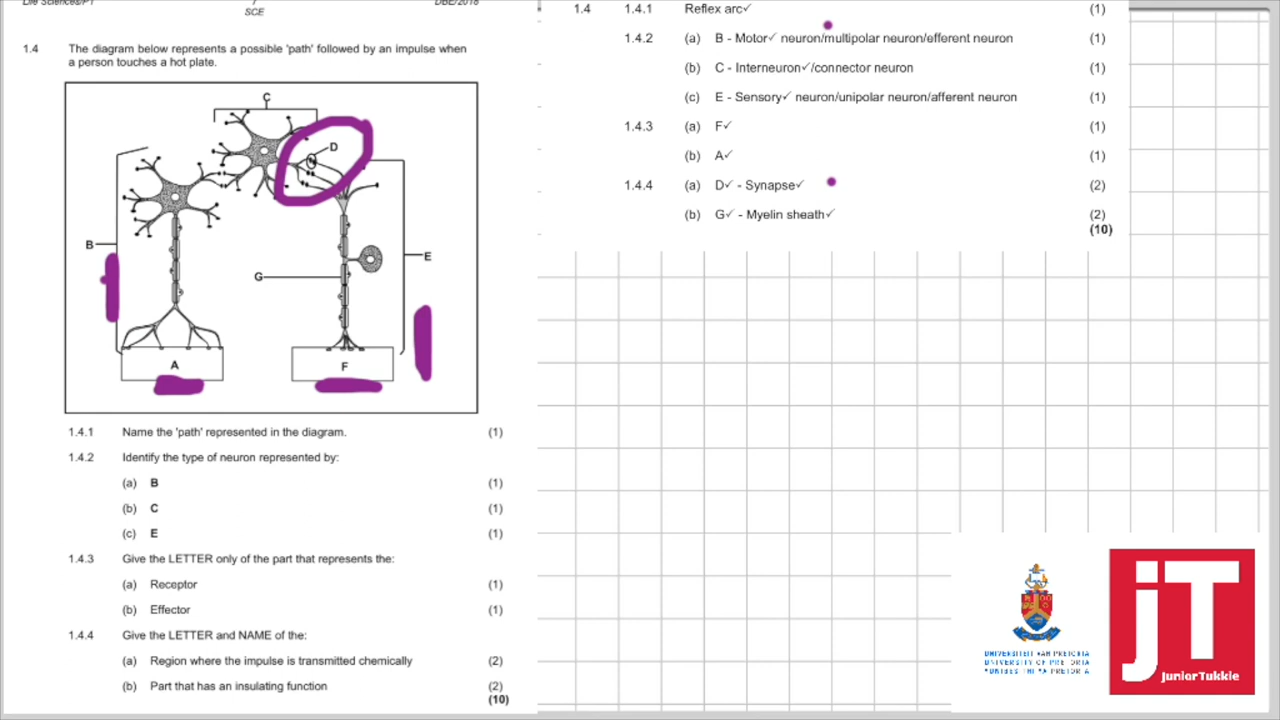 Life Sciences/P1 7 DBE/2018
SCE
1.4 The diagram below represents a possible 'path' followed by an impulse when
a person touches a hot plate.
C
D
B
E
G
A
F
1.4.1 Name the 'path' represented in the diagram. (1)
1.4.2 Identify the type of neuron represented by:
(a) B (1)
(b) C (1)
(c) E (1)
1.4.3 Give the LETTER only of the part that represents the:
(a) Receptor (1)
(b) Effector (1)
1.4.4 Give the LETTER and NAME of the:
(a) Region where the impulse is transmitted chemically (2)
(b) Part that has an insulating function (2)
(10)
1.4 1.4.1 Reflex arc✓ (1)
1.4.2 (a) B - Motor✓ neuron/multipolar neuron/efferent neuron (1)
(b) C - Interneuron✓/connector neuron (1)
(c) E - Sensory✓ neuron/unipolar neuron/afferent neuron (1)
1.4.3 (a) F✓ (1)
(b) A✓ (1)
1.4.4 (a) D✓ - Synapse✓ (2)
(b) G✓ - Myelin sheath✓ (2)
(10)
UNIVERSITEIT VAN PRETORIA
UNIVERSITY OF PRETORIA
YUNIBESITHI YA PRETORIA
jT
JuniorTukkie